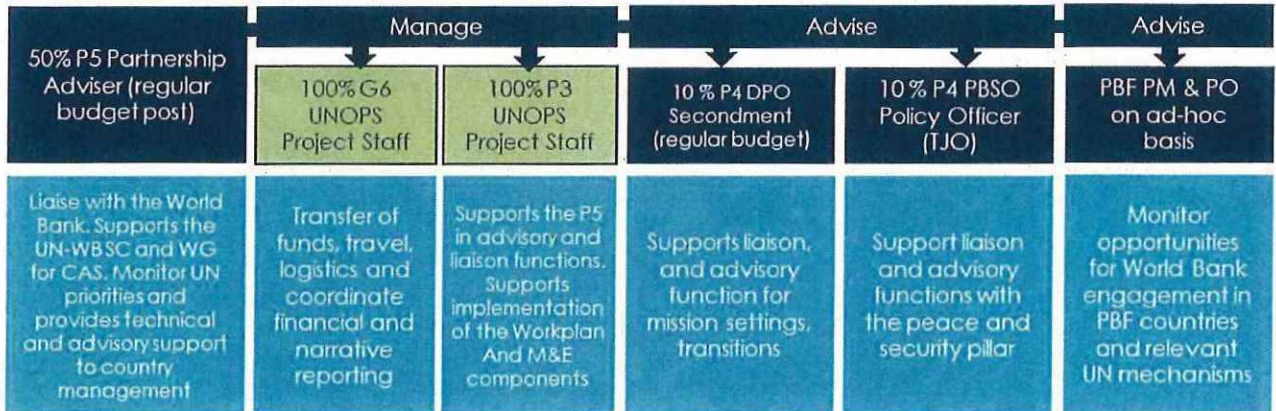 Manage
Advise
Advise
50% P5 Partnership
Adviser (regular
budget post)
100% G6
UNOPS
Project Staff
100% P3
UNOPS
Project Staff
10 % P4 DPO
Secondment
(regular budget)
10 % P4 PBSO
Policy Officer
(TJO)
PBF PM & PO
on ad-hoc
basis
Liaise with the World
Bank. Supports the
UN-WBSC and WG
for CAS. Monitor UN
priorities and
provides technical
and advisory support
to country
management
Transfer of
funds, travel,
logistics and
coordinate
financial and
narrative
reporting
Supports the P5
in advisory and
liaison functions.
Supports
implementation
of the Workplan
And M&E
components
Supports liaison,
and advisory
function for
mission settings,
transitions
Support liaison
and advisory
functions with
the peace and
security pillar
Monitor
opportunities
for World Bank
engagement in
PBF countries
and relevant
UN mechanisms